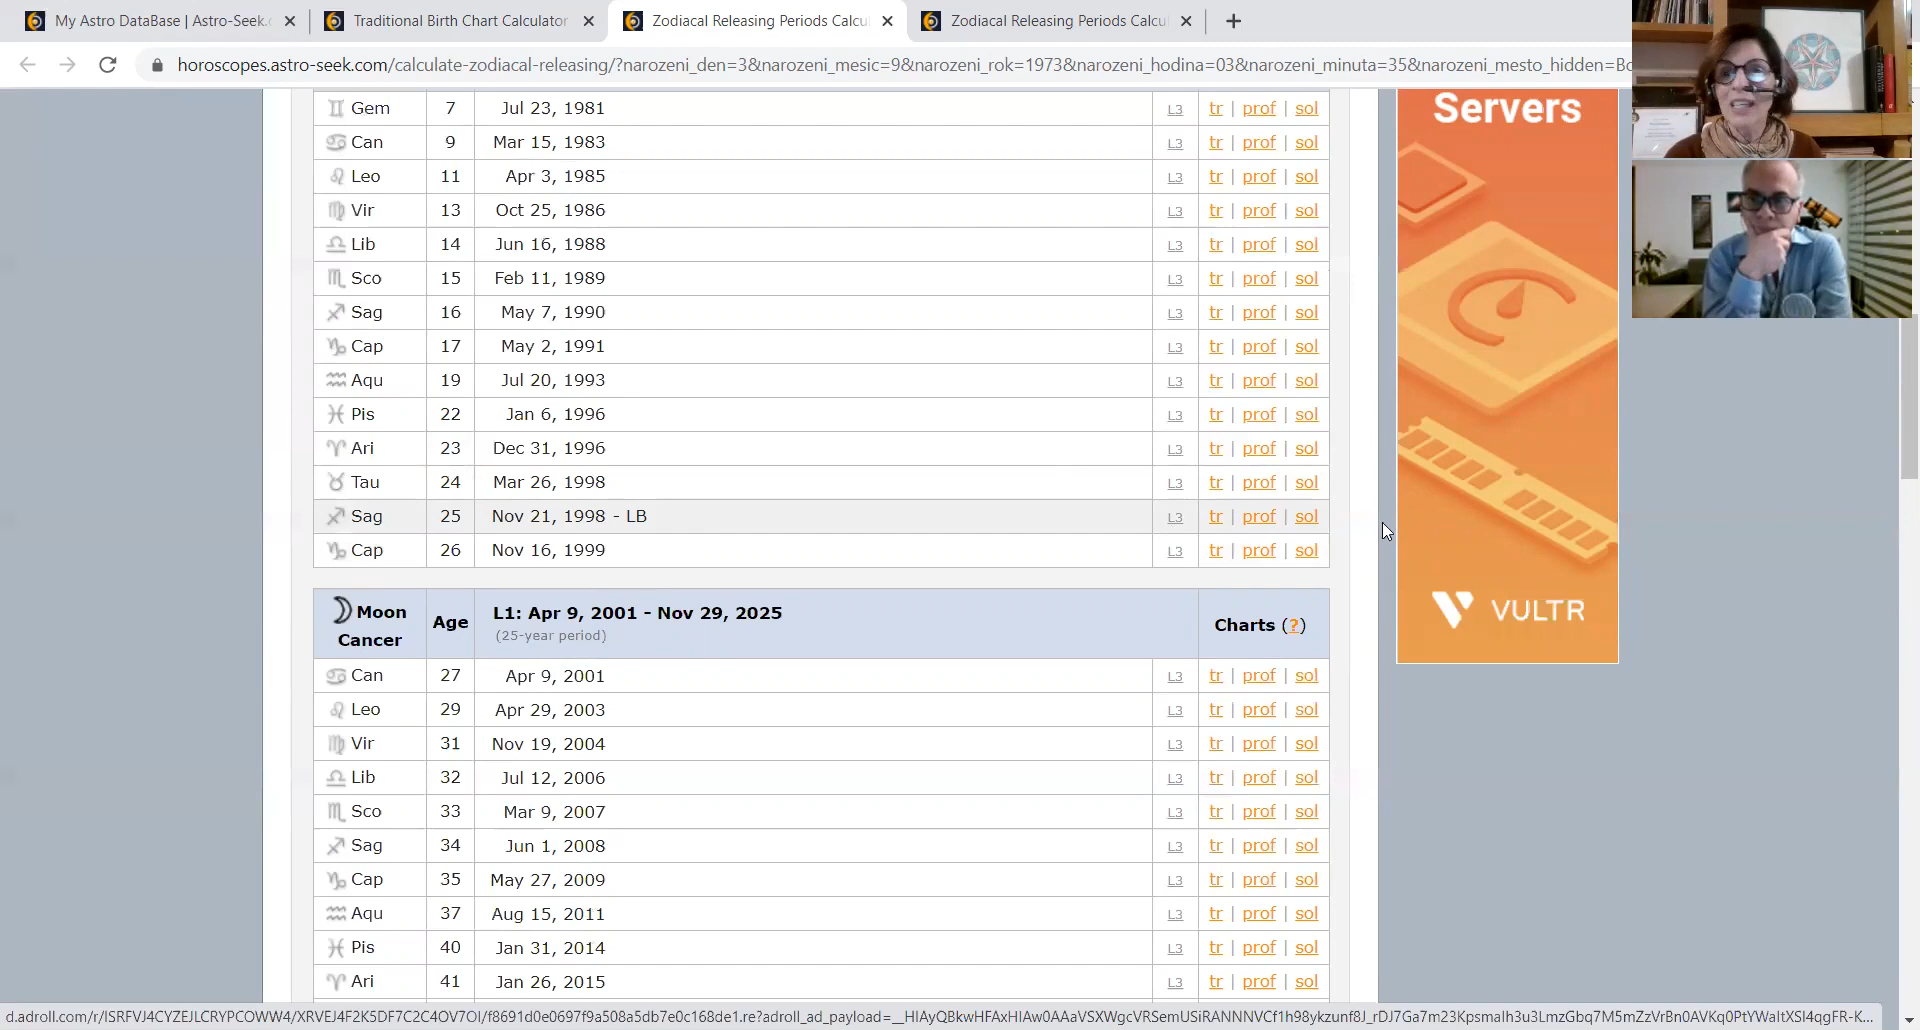 My Astro DataBase | Astro-Seek.c
Traditional Birth Chart Calculator
Zodiacal Releasing Periods Calcu
Zodiacal Releasing Periods Calcu
horoscopes.astro-seek.com/calculate-zodiacal-releasing/?narozeni_den=3&narozeni_mesic=9&narozeni_rok=1973&narozeni_hodina=03&narozeni_minuta=35&narozeni_mesto_hidden=Bo
Gem 7 Jul 23, 1981 L3 tr | prof | sol
Can 9 Mar 15, 1983 L3 tr | prof | sol
Leo 11 Apr 3, 1985 L3 tr | prof | sol
Vir 13 Oct 25, 1986 L3 tr | prof | sol
Lib 14 Jun 16, 1988 L3 tr | prof | sol
Sco 15 Feb 11, 1989 L3 tr | prof | sol
Sag 16 May 7, 1990 L3 tr | prof | sol
Cap 17 May 2, 1991 L3 tr | prof | sol
Aqu 19 Jul 20, 1993 L3 tr | prof | sol
Pis 22 Jan 6, 1996 L3 tr | prof | sol
Ari 23 Dec 31, 1996 L3 tr | prof | sol
Tau 24 Mar 26, 1998 L3 tr | prof | sol
Sag 25 Nov 21, 1998 - LB L3 tr | prof | sol
Cap 26 Nov 16, 1999 L3 tr | prof | sol
Moon Cancer Age L1: Apr 9, 2001 - Nov 29, 2025 Charts (?)
(25-year period)
Can 27 Apr 9, 2001 L3 tr | prof | sol
Leo 29 Apr 29, 2003 L3 tr | prof | sol
Vir 31 Nov 19, 2004 L3 tr | prof | sol
Lib 32 Jul 12, 2006 L3 tr | prof | sol
Sco 33 Mar 9, 2007 L3 tr | prof | sol
Sag 34 Jun 1, 2008 L3 tr | prof | sol
Cap 35 May 27, 2009 L3 tr | prof | sol
Aqu 37 Aug 15, 2011 L3 tr | prof | sol
Pis 40 Jan 31, 2014 L3 tr | prof | sol
Ari 41 Jan 26, 2015 L3 tr | prof | sol
Servers
VULTR